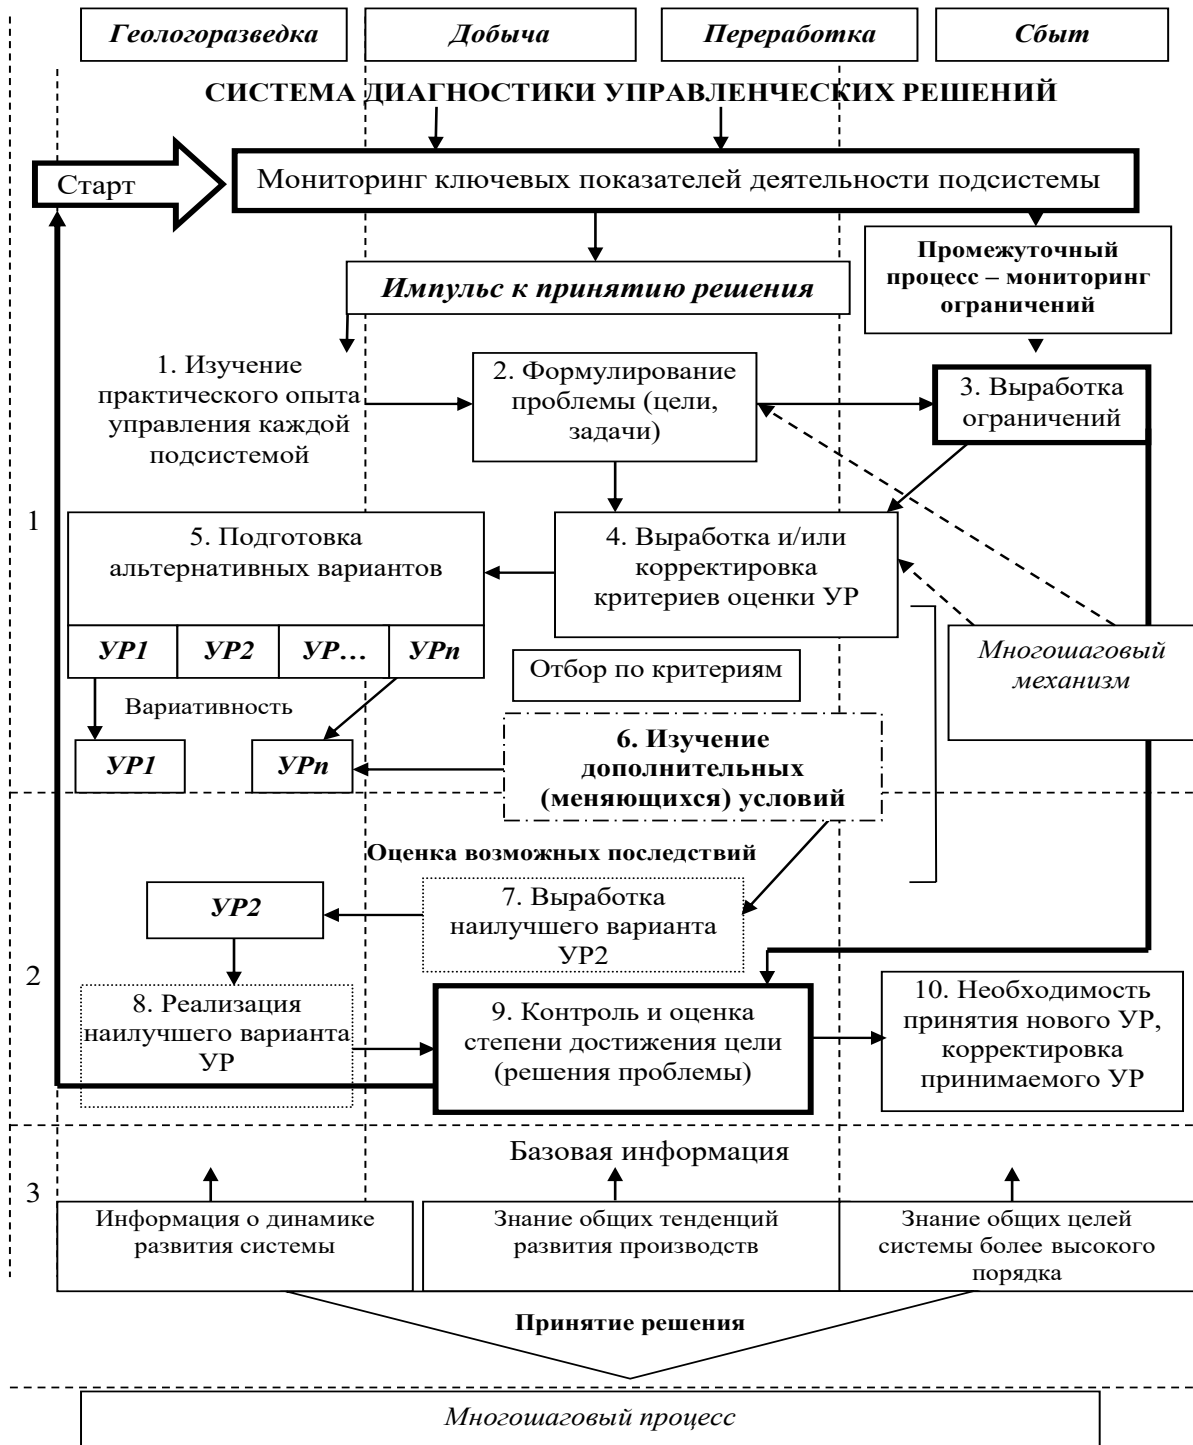 Геологоразведка
Добыча
Переработка
Сбыт
СИСТЕМА ДИАГНОСТИКИ УПРАВЛЕНЧЕСКИХ РЕШЕНИЙ
Старт
Мониторинг ключевых показателей деятельности подсистемы
Промежуточный
процесс – мониторинг
ограничений
Импульс к принятию решения
1. Изучение
практического опыта
управления каждой
подсистемой
2. Формулирование
проблемы (цели,
задачи)
3. Выработка
ограничений
1
5. Подготовка
альтернативных вариантов
4. Выработка и/или
корректировка
критериев оценки УР
УР1
УР2
УР…
УРn
Отбор по критериям
Многошаговый
механизм
Вариативность
УР1
УРn
6. Изучение
дополнительных
(меняющихся) условий
Оценка возможных последствий
УР2
7. Выработка
наилучшего варианта
УР2
2
8. Реализация
наилучшего варианта
УР
9. Контроль и оценка
степени достижения цели
(решения проблемы)
10. Необходимость
принятия нового УР,
корректировка
принимаемого УР
Базовая информация
3
Информация о динамике
развития системы
Знание общих тенденций
развития производств
Знание общих целей
системы более высокого
порядка
Принятие решения
Многошаговый процесс